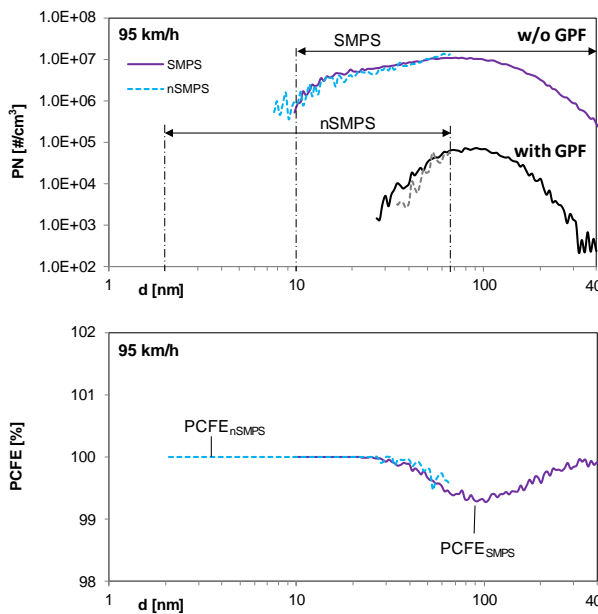 1.0E+08
95 km/h
w/o GPF
SMPS
1.0E+07
SMPS
nSMPS
1.0E+06
nSMPS
1.0E+05
with GPF
1.0E+04
1.0E+03
1.0E+02
PN [#/cm3]
1 10 100 40
d [nm]
102
95 km/h
101
PCFEnSMPS
100
99
PCFESMPS
98
PCFE [%]
1 10 100 40
d [nm]